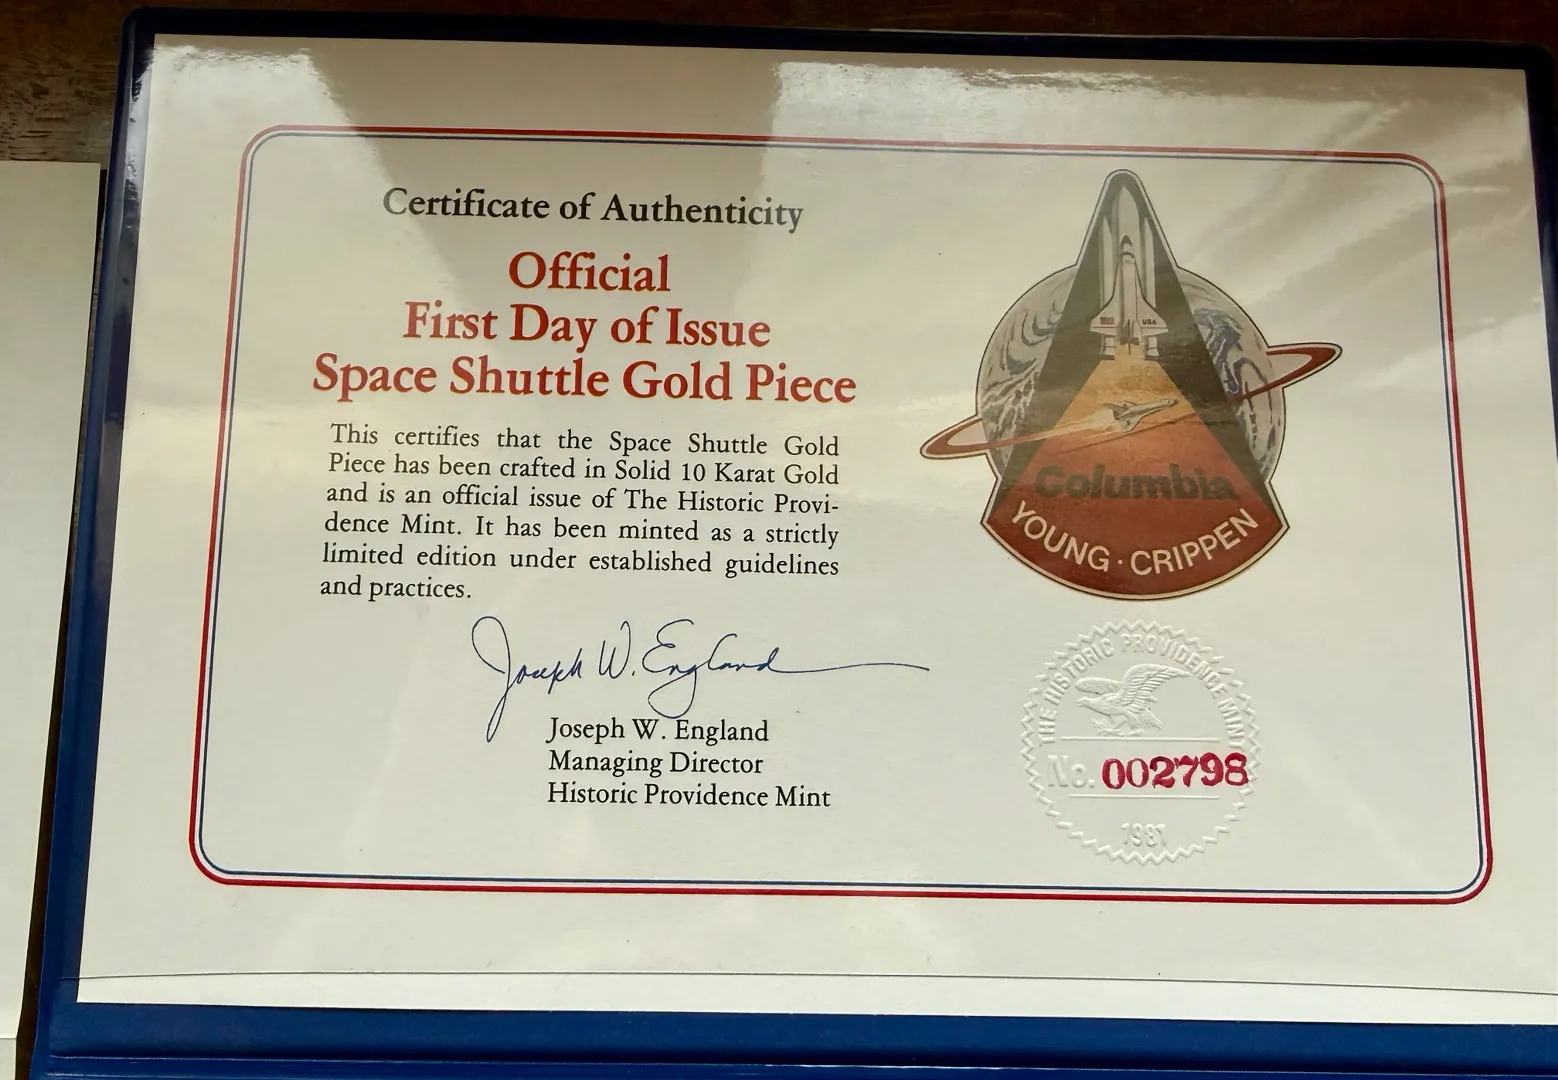 Certificate of Authenticity
Official
First Day of Issue
Space Shuttle Gold Piece
This certifies that the Space Shuttle Gold
Piece has been crafted in Solid 10 Karat Gold
and is an official issue of The Historic Provi-
dence Mint. It has been minted as a strictly
limited edition under established guidelines
and practices.
Joseph W. England
Joseph W. England
Managing Director
Historic Providence Mint
USA
Columbia
YOUNG · CRIPPEN
THE HISTORIC PROVIDENCE MINT
No. 002798
1981